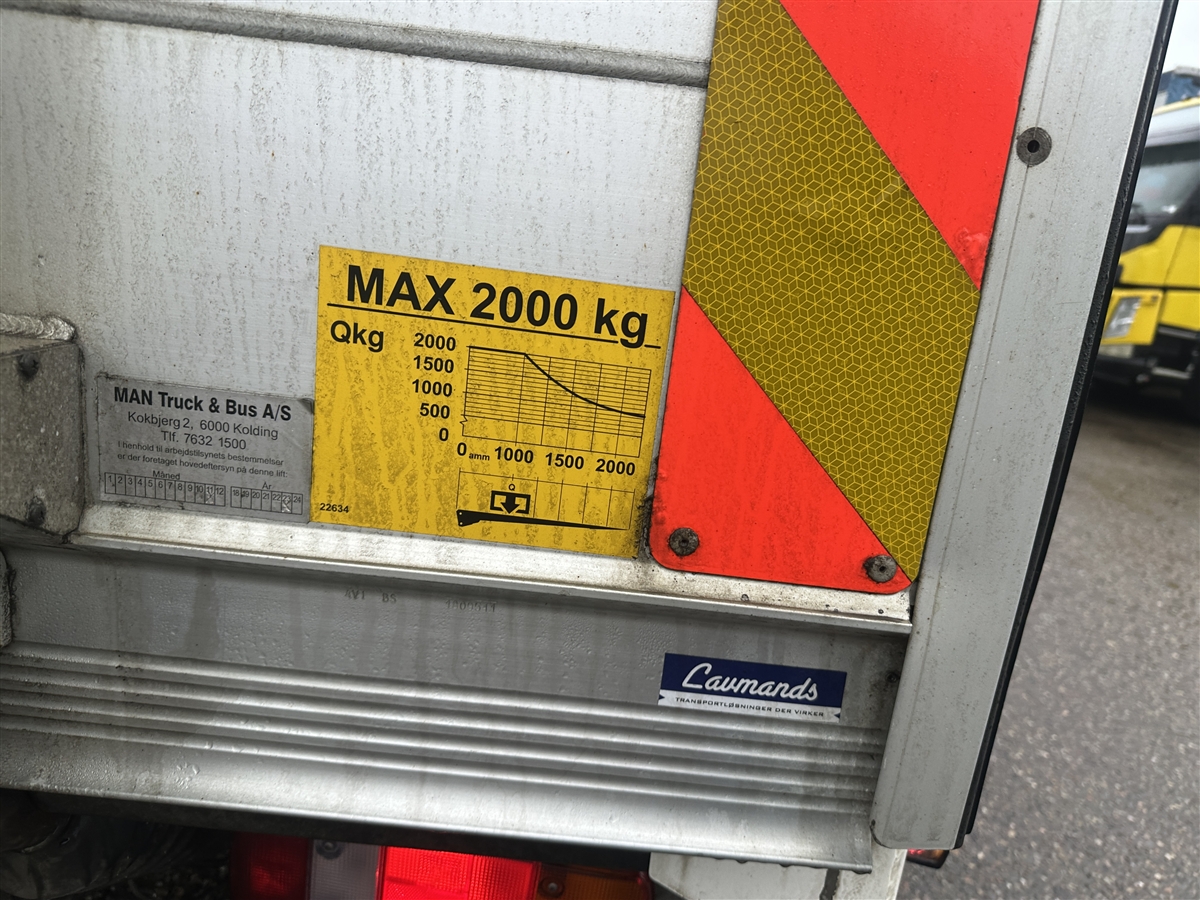 MAX 2000 kg
Qkg
2000
1500
1000
500
0
0 amm 1000 1500 2000
Q
22634
MAN Truck & Bus A/S
Kokbjerg 2, 6000 Kolding
Tlf. 7632 1500
I henhold til arbejdstilsynets bestemmelser
er der foretaget hovedeftersyn på denne lift
Måned År
1 2 3 4 5 6 7 8 9 10 11 12 18 19 20 21 22 23 24
Lavmands
TRANSPORTLØSNINGER DER VIRKER